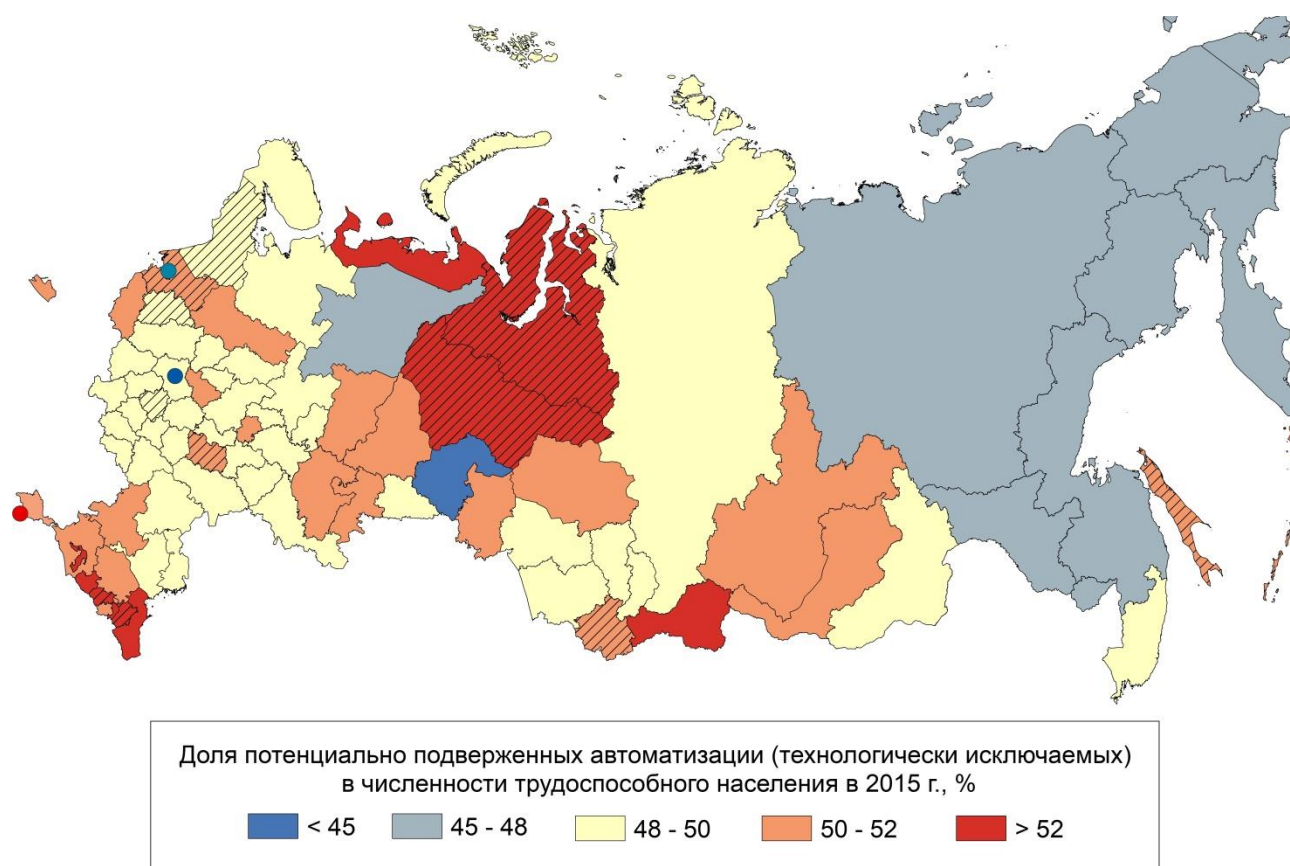 Доля потенциально подверженных автоматизации (технологически исключаемых)
в численности трудоспособного населения в 2015 г., %
< 45 45 - 48 48 - 50 50 - 52 > 52